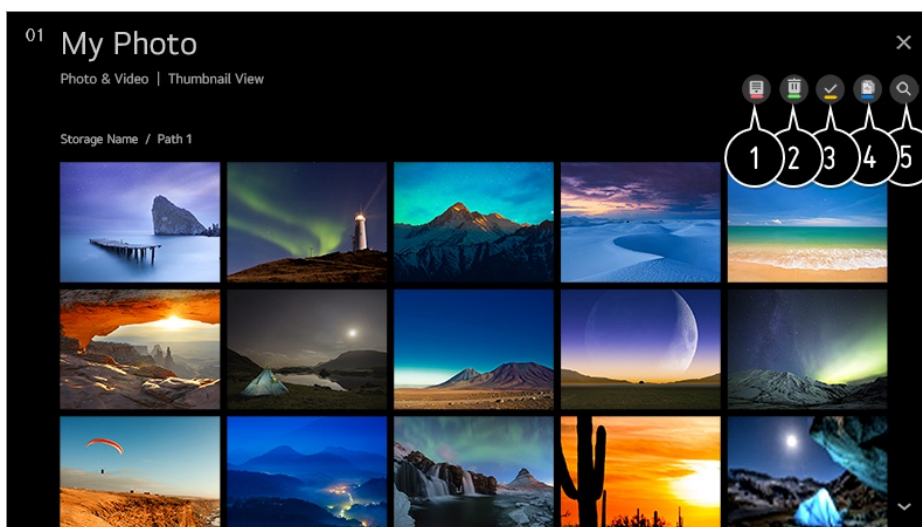 01
My Photo
Photo & Video | Thumbnail View
Storage Name / Path 1
1 2 3 4 5